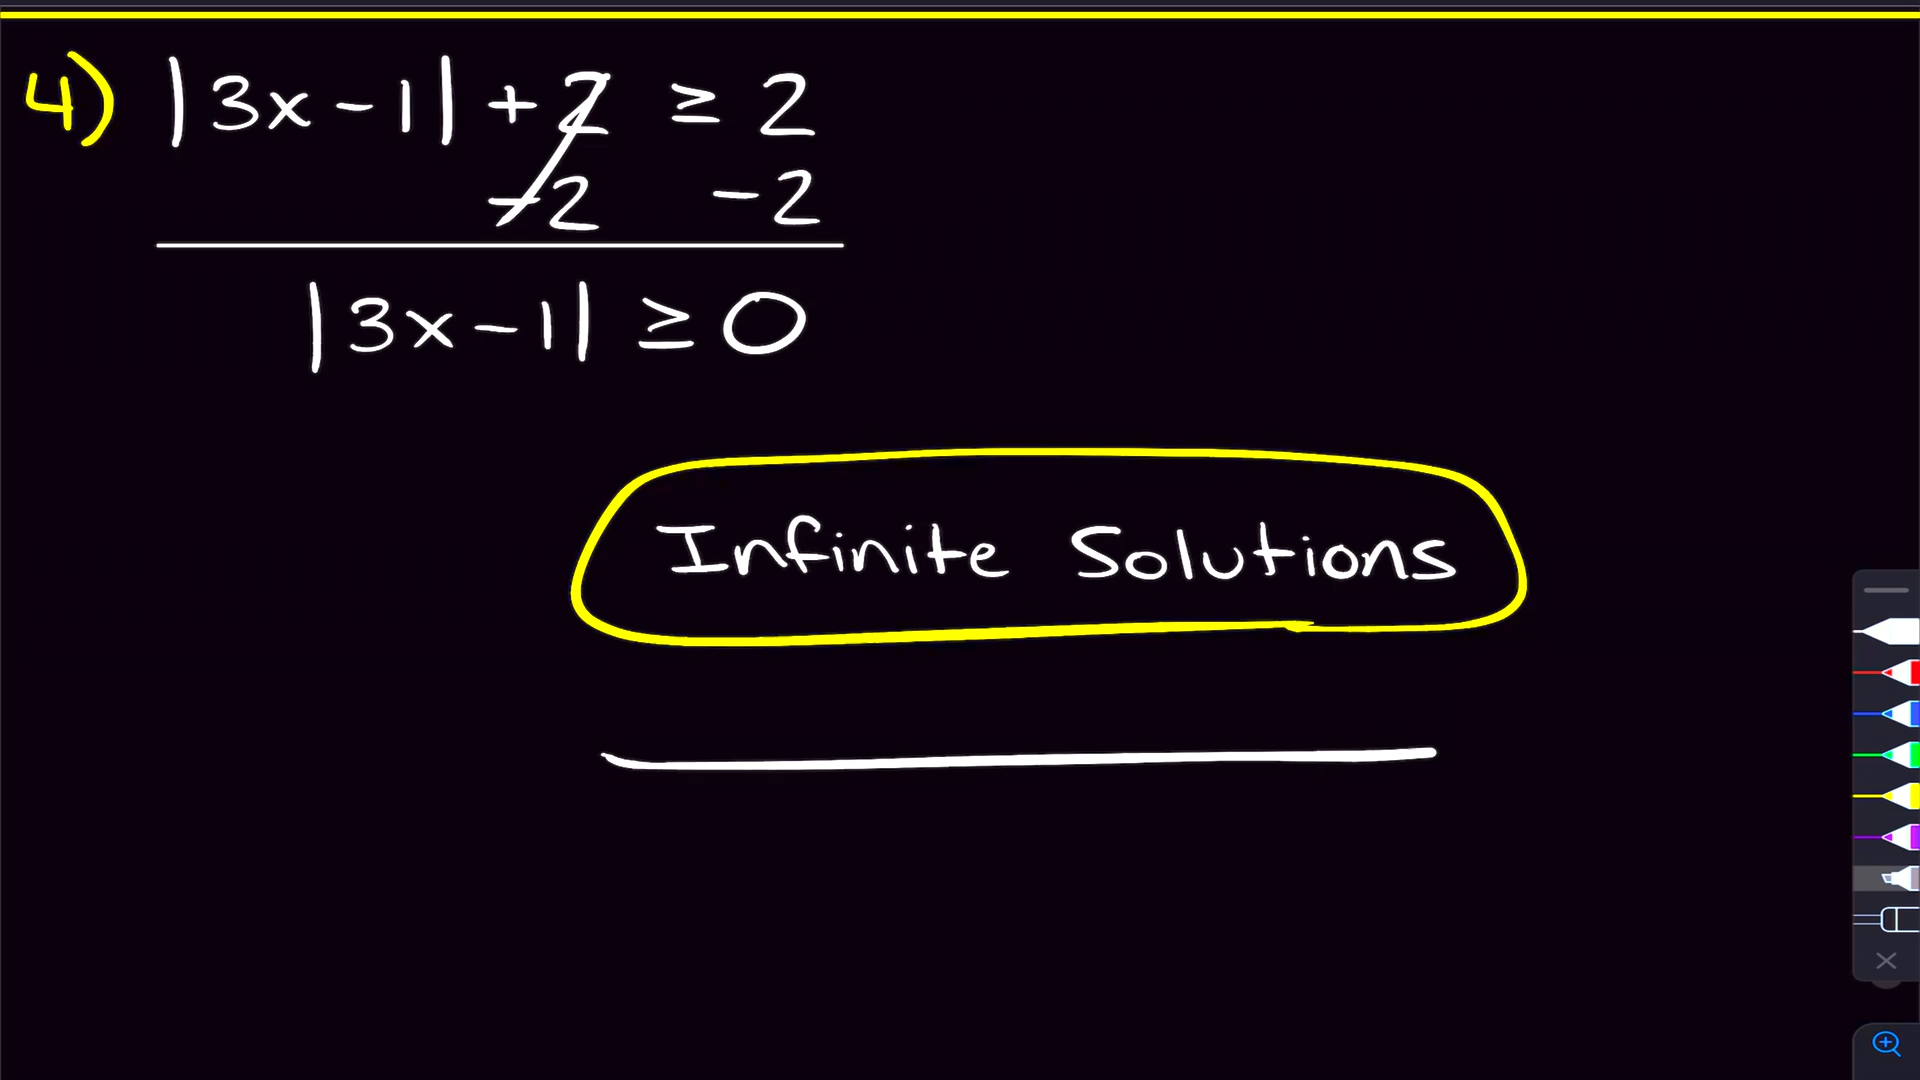 4) |3x-1| + 2 ≥ 2
-2 -2
|3x-1| ≥ 0
Infinite Solutions